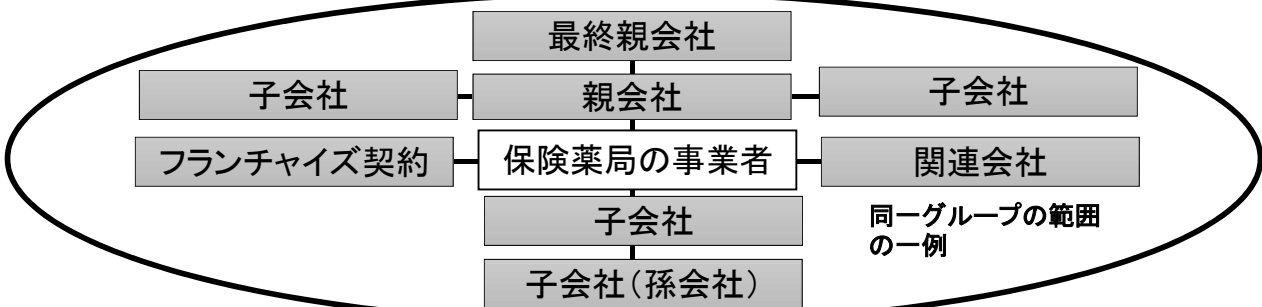 最終親会社
子会社
親会社
子会社
フランチャイズ契約
保険薬局の事業者
関連会社
子会社
同一グループの範囲
の一例
子会社(孫会社)